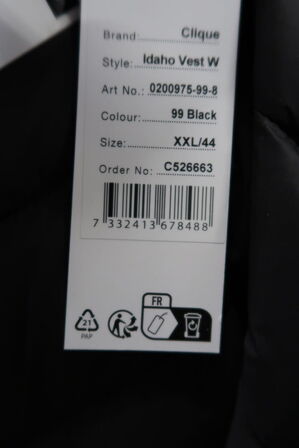 Brand: Clique
Style: Idaho Vest W
Art No.: 0200975-99-8
Colour: 99 Black
Size: XXL/44
Order No: C526663
7 332413 678488
FR
21
PAP